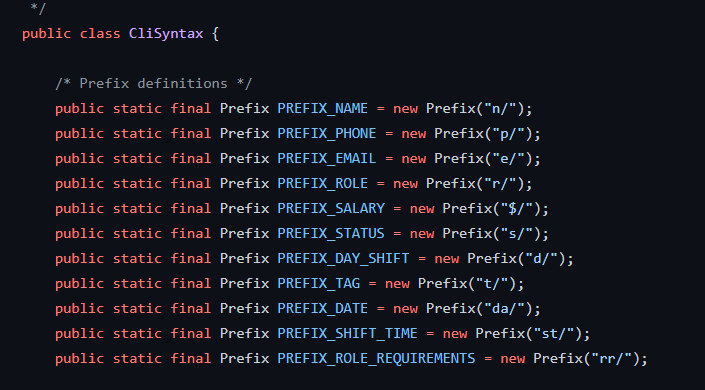 */
public class CliSyntax {
/* Prefix definitions */
public static final Prefix PREFIX_NAME = new Prefix("n/");
public static final Prefix PREFIX_PHONE = new Prefix("p/");
public static final Prefix PREFIX_EMAIL = new Prefix("e/");
public static final Prefix PREFIX_ROLE = new Prefix("r/");
public static final Prefix PREFIX_SALARY = new Prefix("$/");
public static final Prefix PREFIX_STATUS = new Prefix("s/");
public static final Prefix PREFIX_DAY_SHIFT = new Prefix("d/");
public static final Prefix PREFIX_TAG = new Prefix("t/");
public static final Prefix PREFIX_DATE = new Prefix("da/");
public static final Prefix PREFIX_SHIFT_TIME = new Prefix("st/");
public static final Prefix PREFIX_ROLE_REQUIREMENTS = new Prefix("rr/");